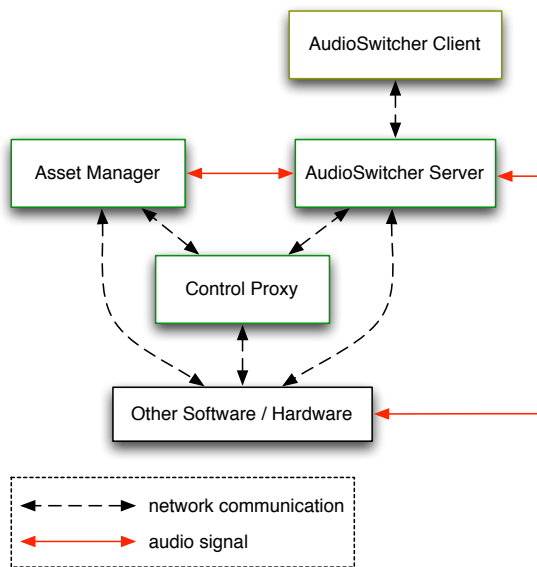 AudioSwitcher Client
Asset Manager
AudioSwitcher Server
Control Proxy
Other Software / Hardware
network communication
audio signal